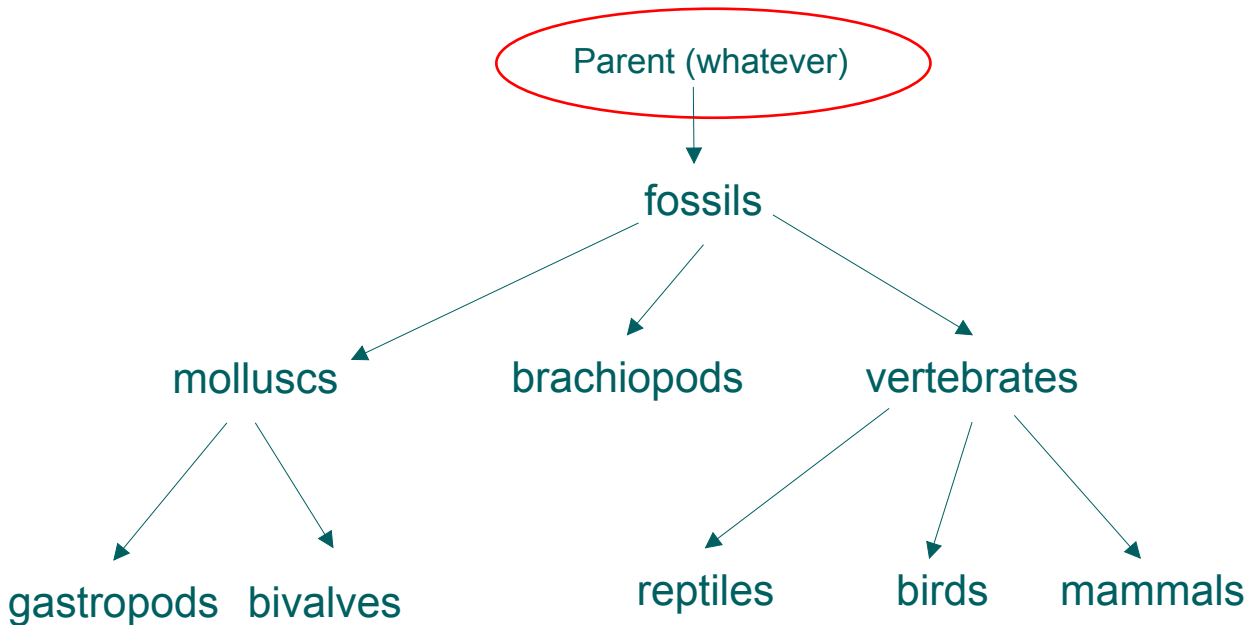 Parent (whatever)
fossils
molluscs
brachiopods
vertebrates
gastropods
bivalves
reptiles
birds
mammals